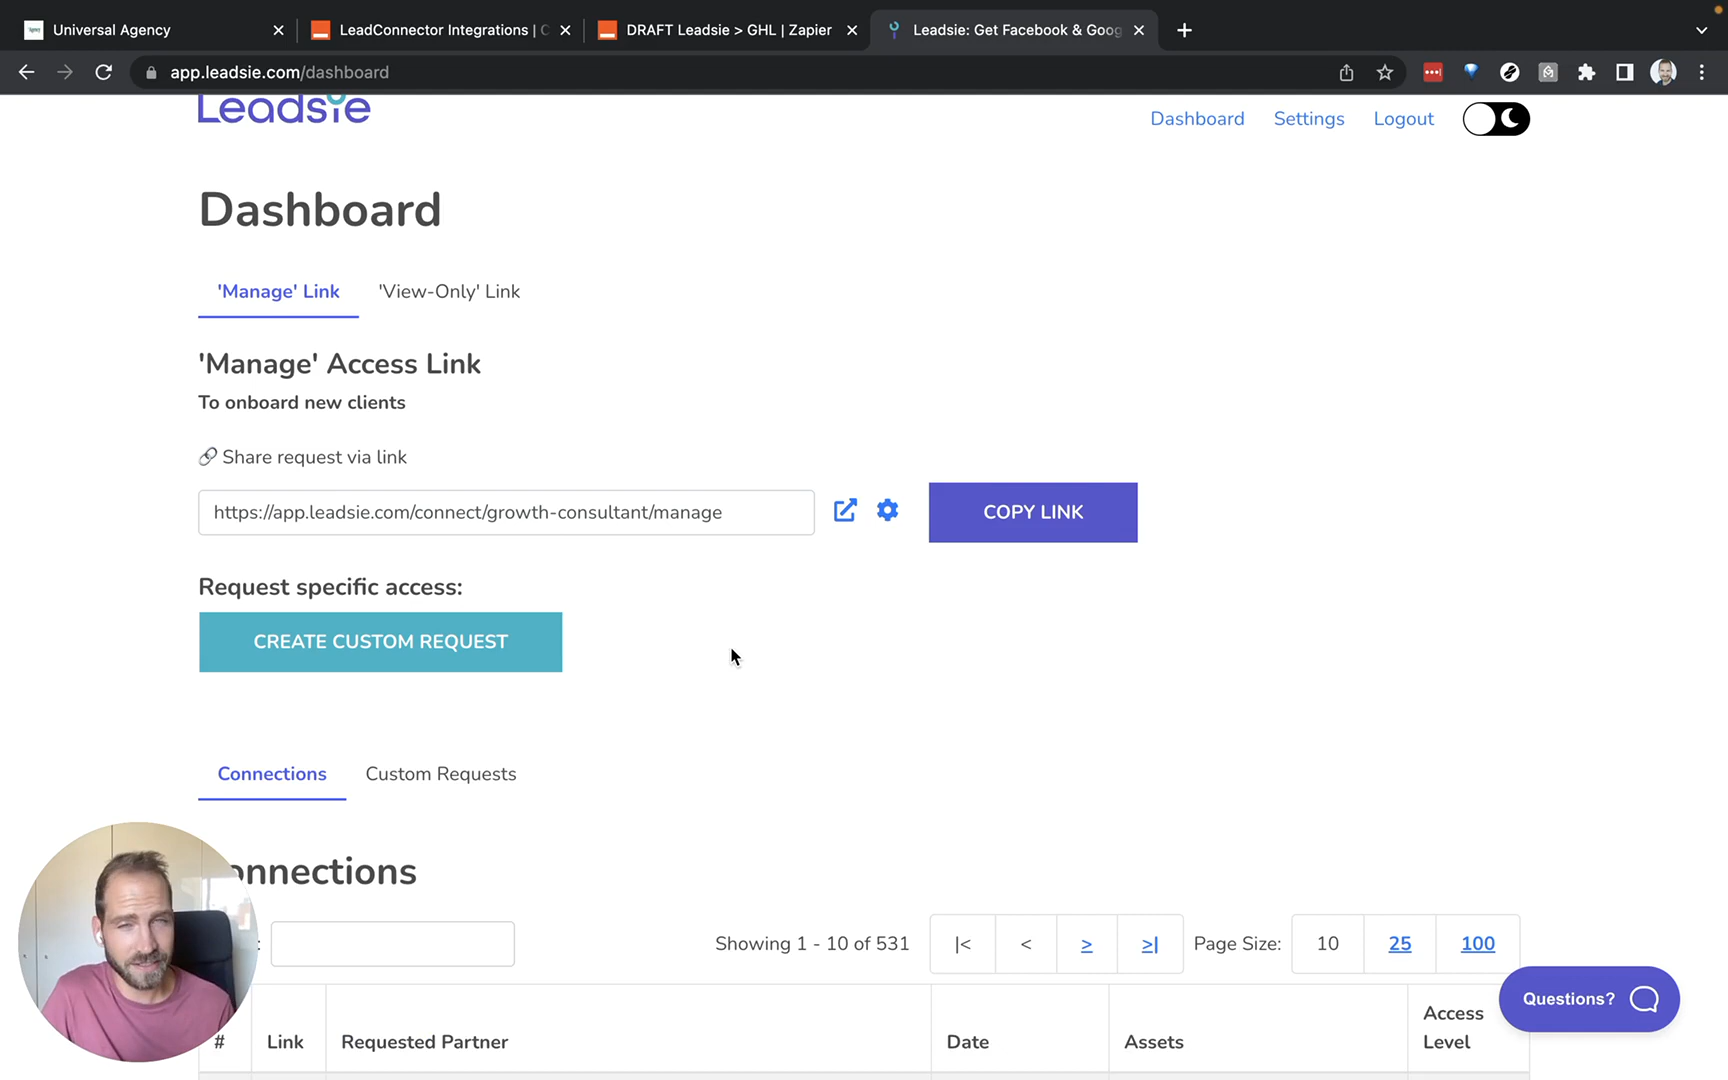 Universal Agency
LeadConnector Integrations | C
DRAFT Leadsie > GHL | Zapier
Leadsie: Get Facebook & Goog
app.leadsie.com/dashboard
Leadsie
Dashboard
Settings
Logout
Dashboard
'Manage' Link
'View-Only' Link
'Manage' Access Link
To onboard new clients
Share request via link
https://app.leadsie.com/connect/growth-consultant/manage
COPY LINK
Request specific access:
CREATE CUSTOM REQUEST
Connections
Custom Requests
onnections
:
Showing 1 - 10 of 531
|<
<
>
>|
Page Size:
10
25
100
Questions?
#
Link
Requested Partner
Date
Assets
Access
Level